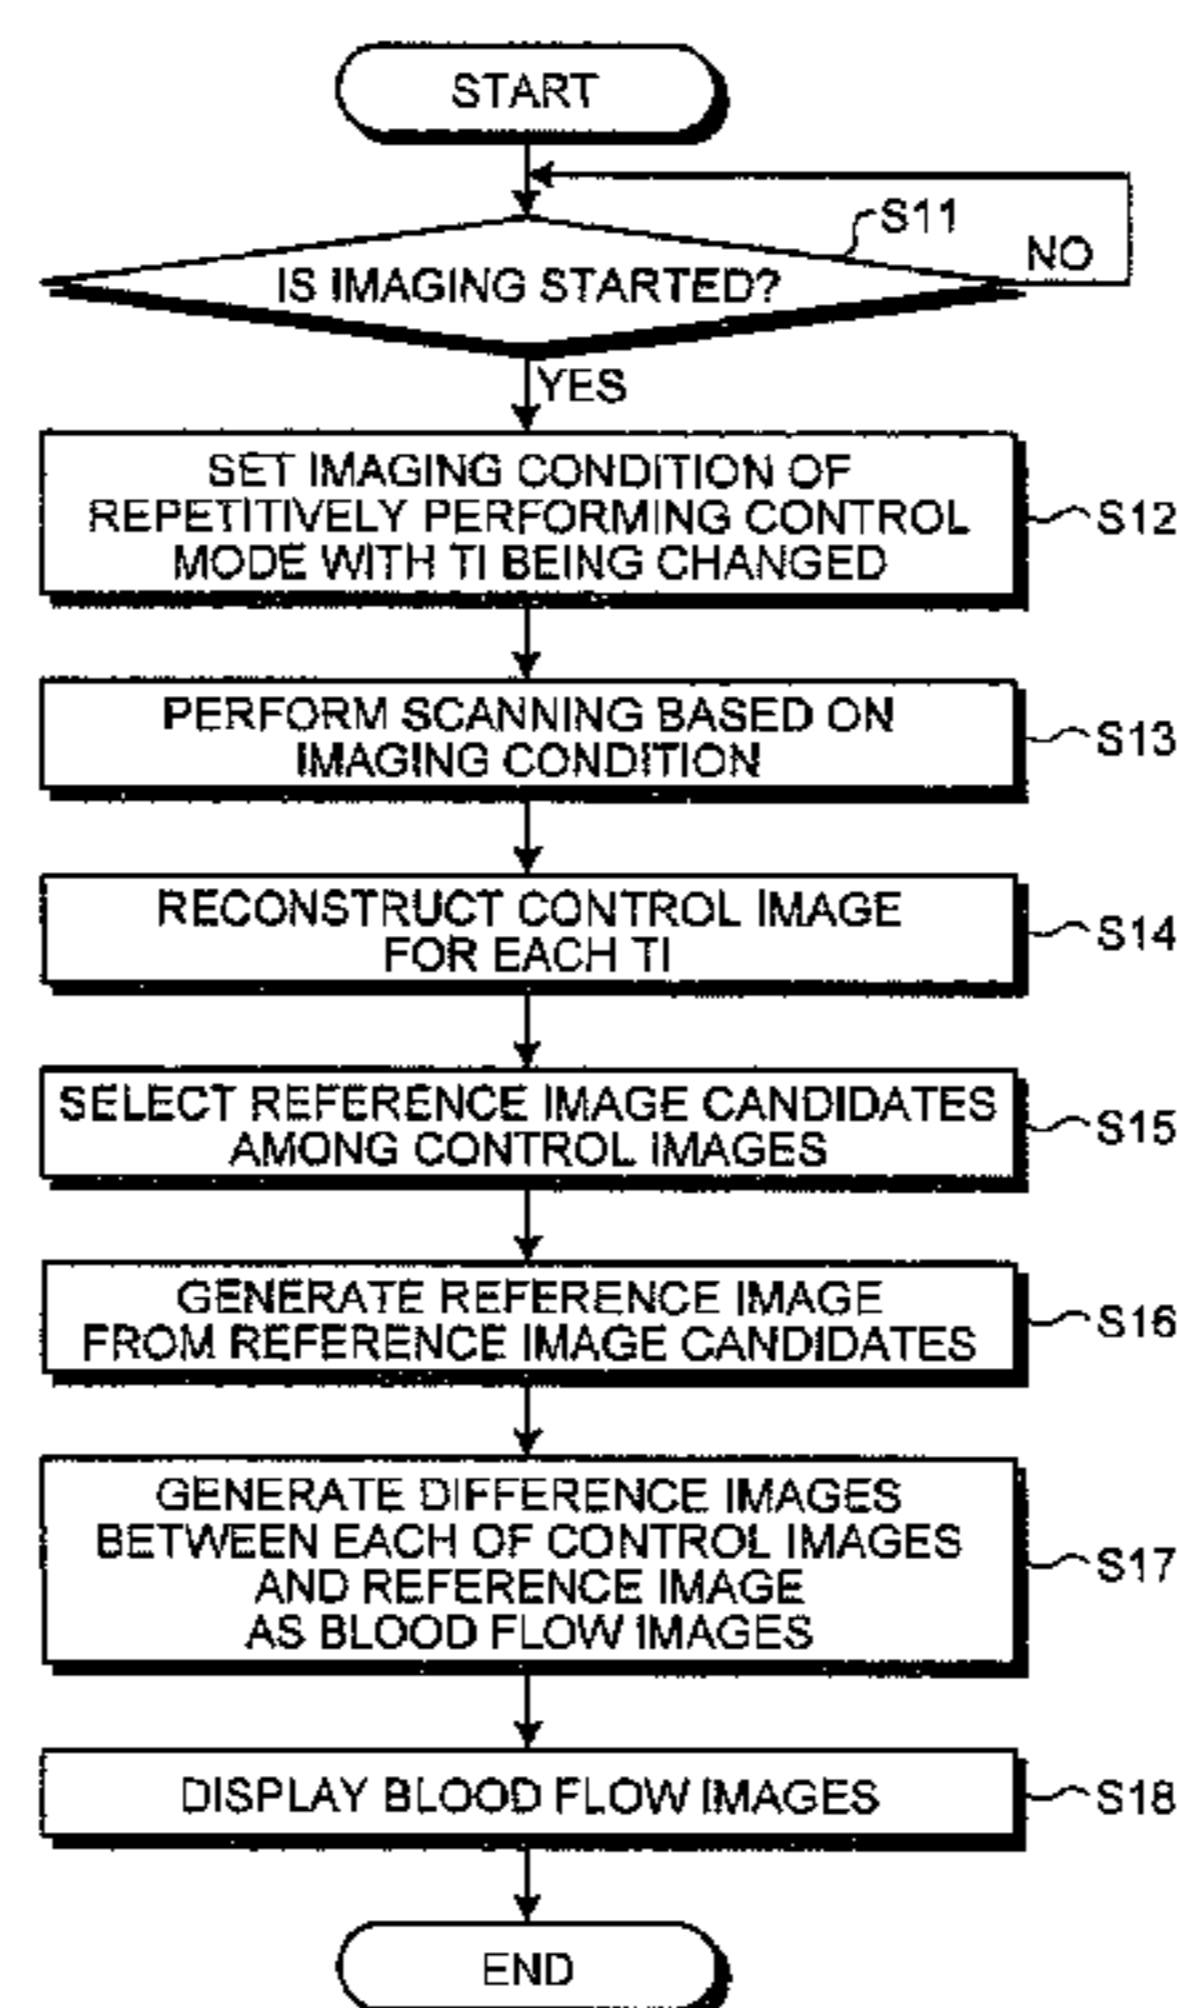 START
S11
NO
IS IMAGING STARTED?
YES
SET IMAGING CONDITION OF
REPETITIVELY PERFORMING CONTROL
MODE WITH TI BEING CHANGED
S12
PERFORM SCANNING BASED ON
IMAGING CONDITION
S13
RECONSTRUCT CONTROL IMAGE
FOR EACH TI
S14
SELECT REFERENCE IMAGE CANDIDATES
AMONG CONTROL IMAGES
S15
GENERATE REFERENCE IMAGE
FROM REFERENCE IMAGE CANDIDATES
S16
GENERATE DIFFERENCE IMAGES
BETWEEN EACH OF CONTROL IMAGES
AND REFERENCE IMAGE
AS BLOOD FLOW IMAGES
S17
DISPLAY BLOOD FLOW IMAGES
S18
END